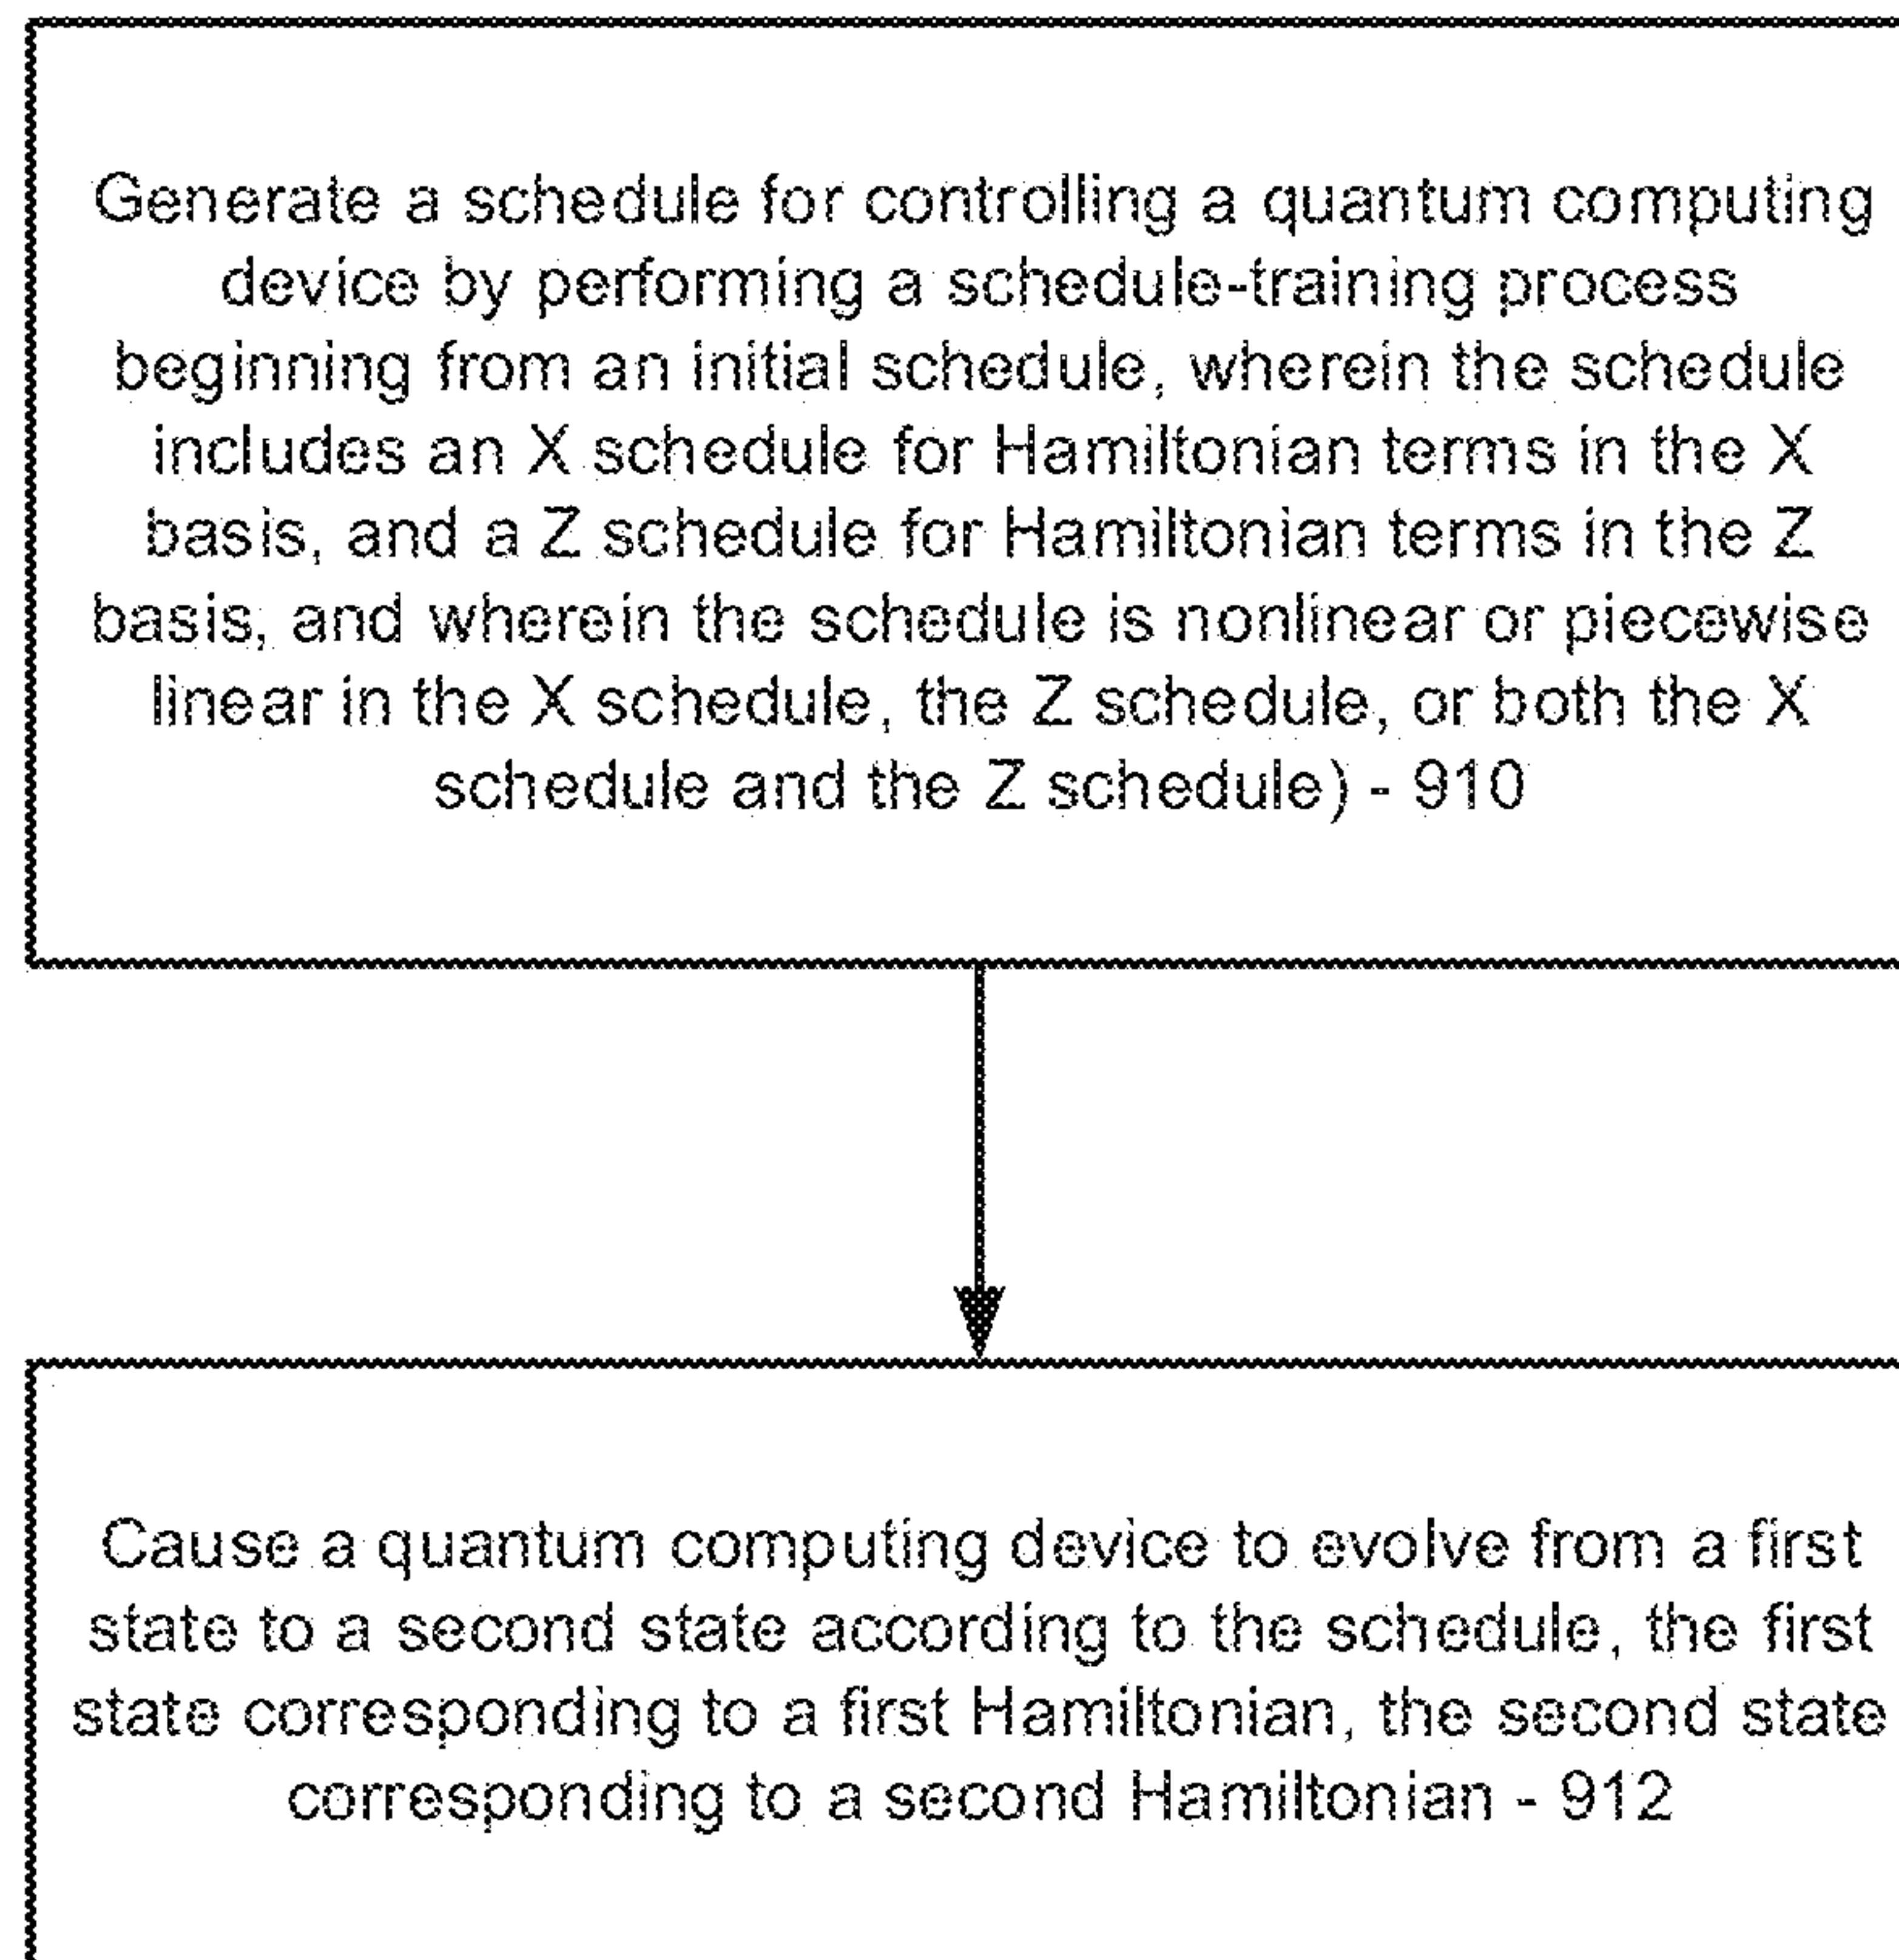 Generate a schedule for controlling a quantum computing
device by performing a schedule-training process
beginning from an initial schedule, wherein the schedule
includes an X schedule for Hamiltonian terms in the X
basis, and a Z schedule for Hamiltonian terms in the Z
basis, and wherein the schedule is nonlinear or piecewise
linear in the X schedule, the Z schedule, or both the X
schedule and the Z schedule) - 910
Cause a quantum computing device to evolve from a first
state to a second state according to the schedule, the first
state corresponding to a first Hamiltonian, the second state
corresponding to a second Hamiltonian - 912